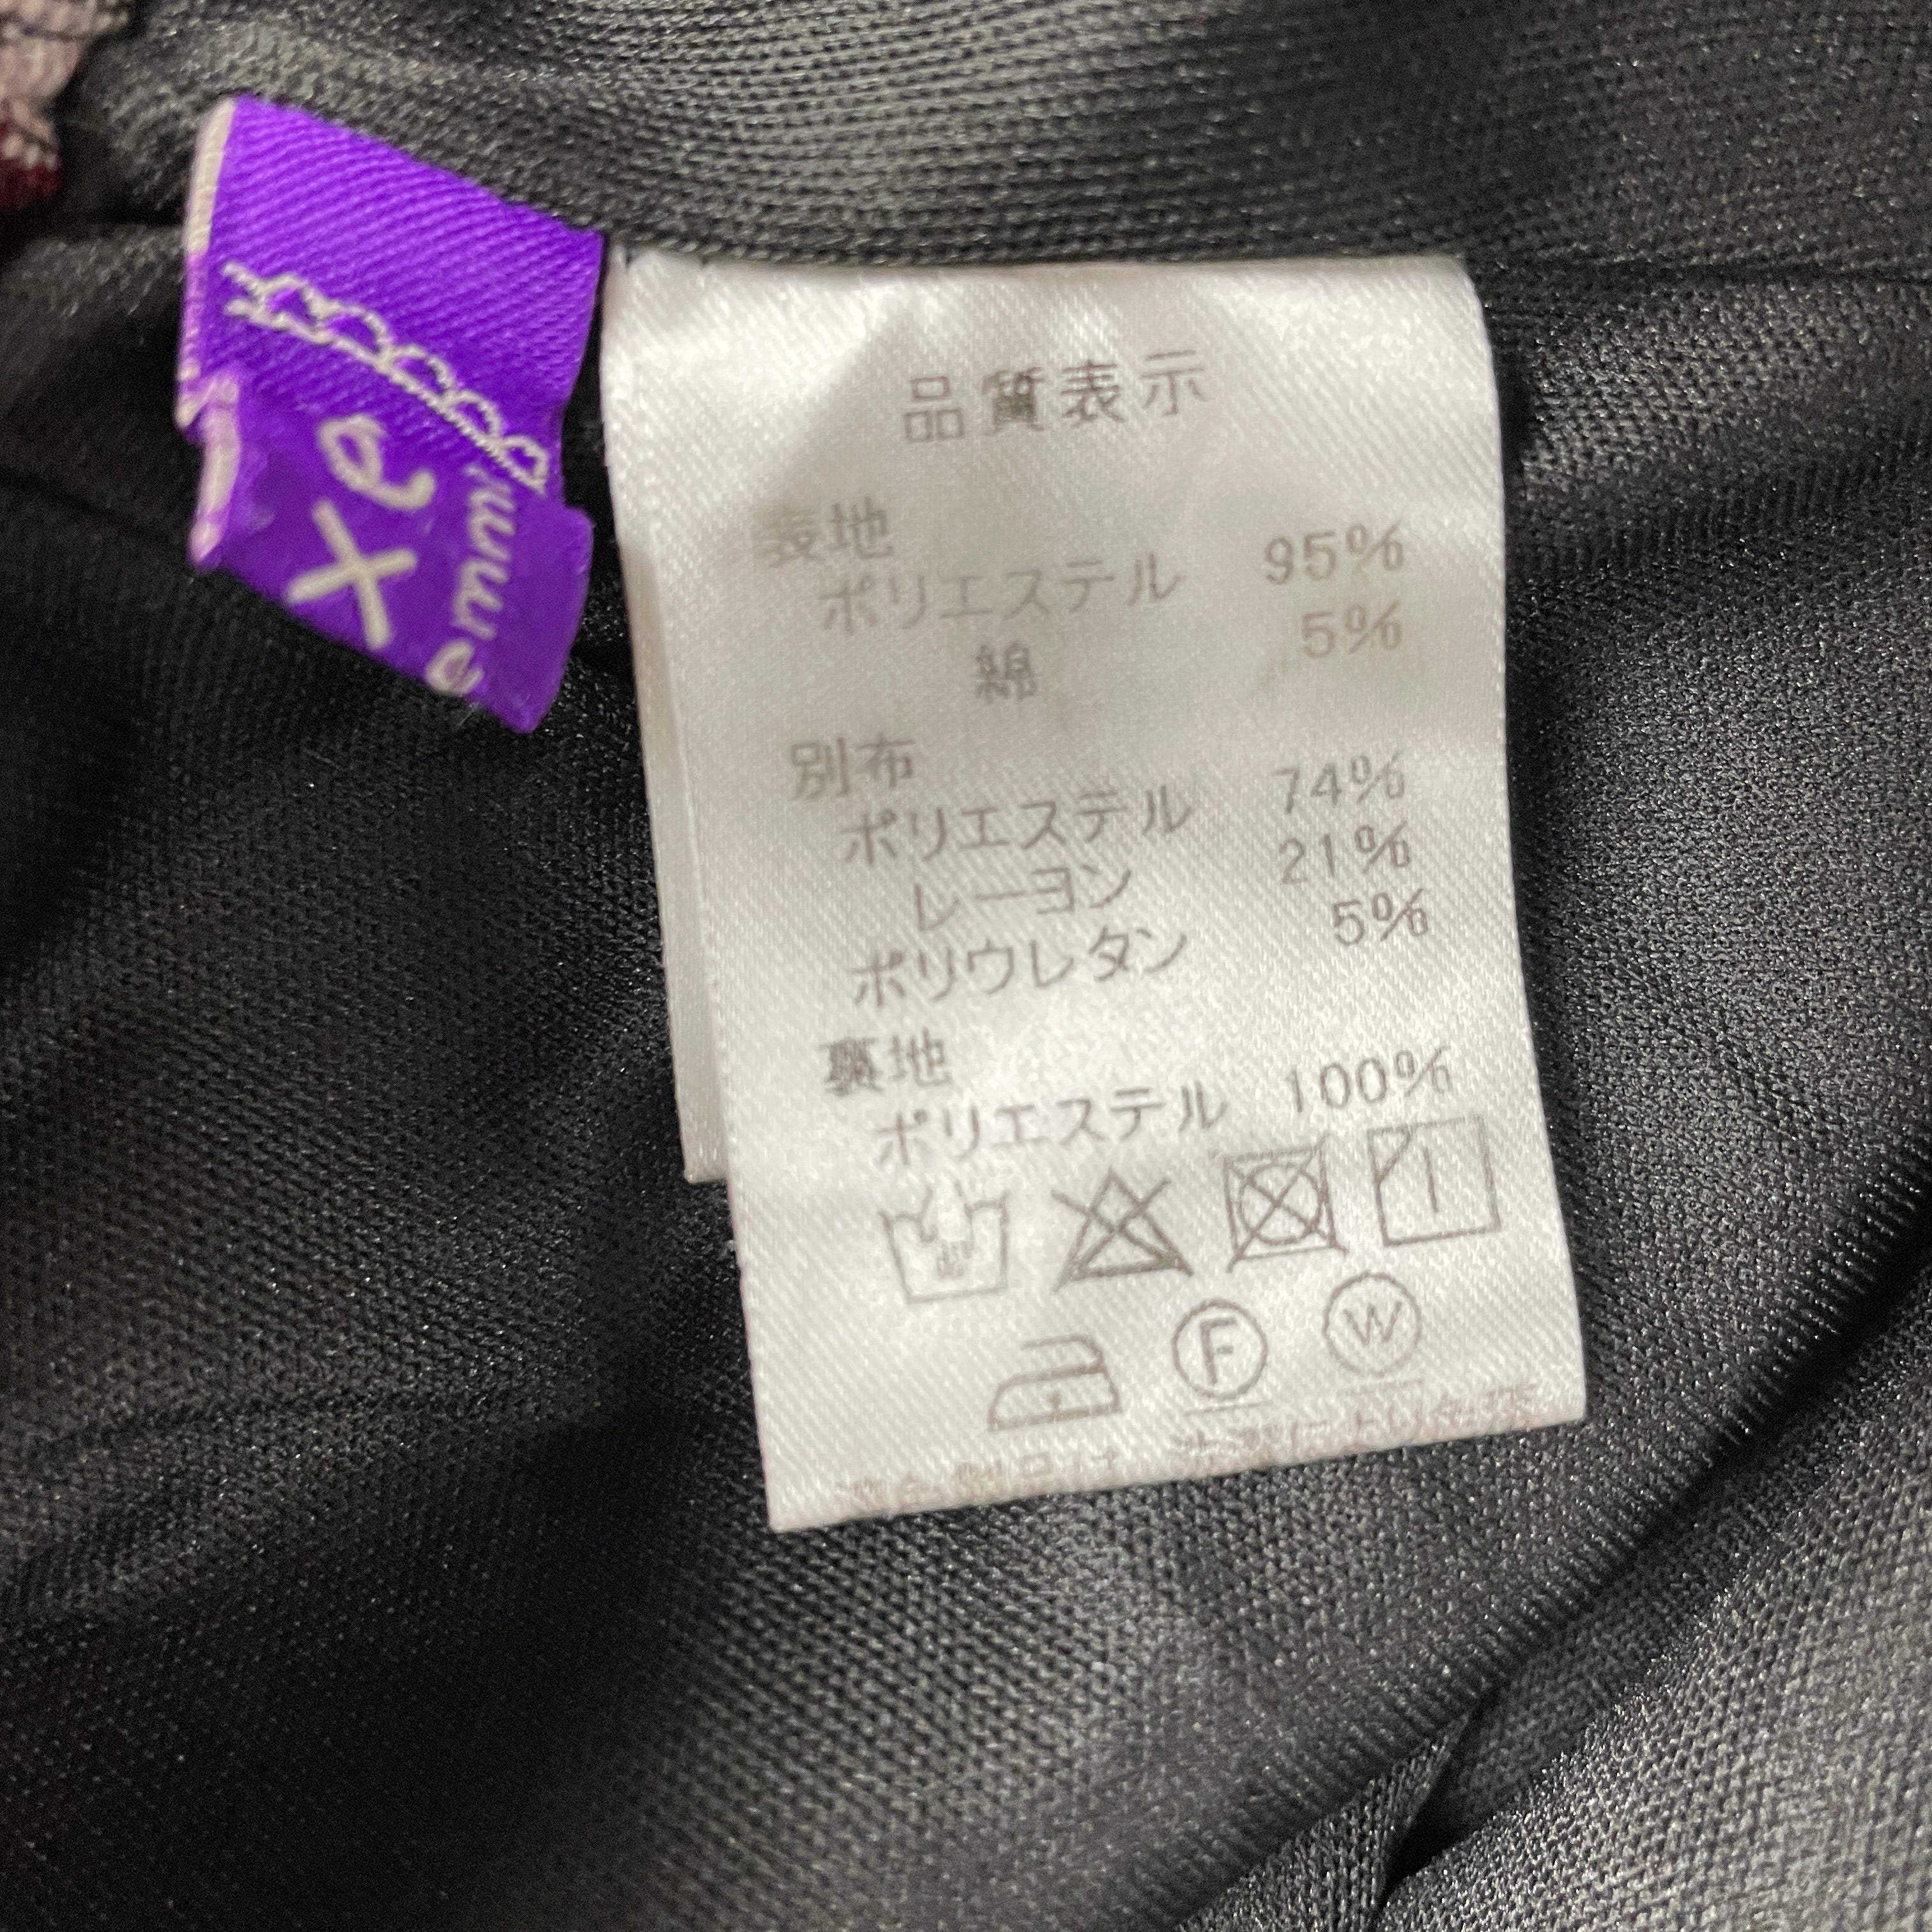 品質表示
表地
ポリエステル 95%
綿 5%
別布
ポリエステル 74%
レーヨン 21%
ポリウレタン 5%
裏地
ポリエステル 100%
F W